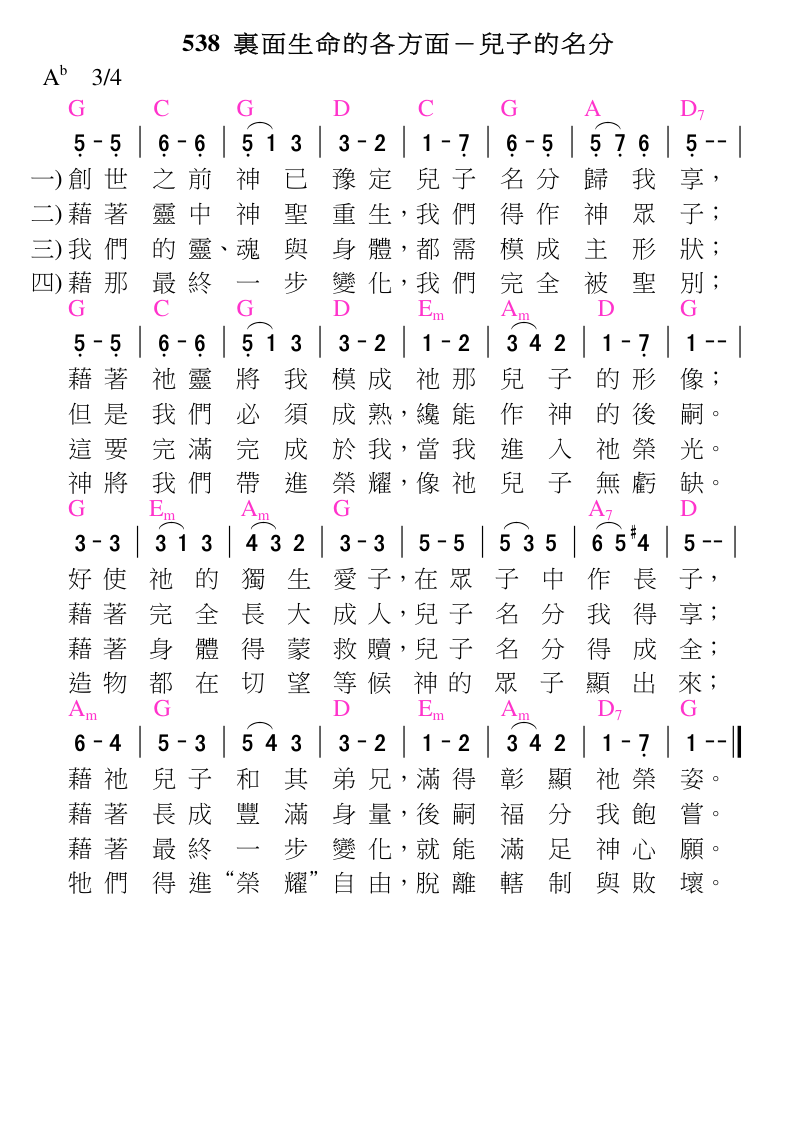 538 裏面生命的各方面－兒子的名分
Ab 3/4
G C G D C G A D7
5̣ - 5̣ | 6̣ - 6̣ | 5̣ 1 3 | 3 - 2 | 1 - 7̣ | 6̣ - 5̣ | 5̣ 7̣ 6̣ | 5̣ - - |
一) 創世之前神已豫定兒子名分歸我享，
二) 藉著靈中神聖重生，我們得作神眾子；
三) 我們的靈、魂與身體，都需模成主形狀；
四) 藉那最終一步變化，我們完全被聖別；
G C G D Em Am D G
5̣ - 5̣ | 6̣ - 6̣ | 5̣ 1 3 | 3 - 2 | 1 - 2 | 3 4 2 | 1 - 7̣ | 1 - - |
藉著祂靈將我模成祂那兒子的形像；
但是我們必須成熟，纔能作神的後嗣。
這要完滿完成於我，當我進入祂榮光。
神將我們帶進榮耀，像祂兒子無虧缺。
G Em Am G A7 D
3 - 3 | 3 1 3 | 4 3 2 | 3 - 3 | 5 - 5 | 5 3 5 | 6 5 #4 | 5 - - |
好使祂的獨生愛子，在眾子中作長子，
藉著完全長大成人，兒子名分我得享；
藉著身體得蒙救贖，兒子名分得成全；
造物都在切望等候神的眾子顯出來；
Am G D Em Am D7 G
6 - 4 | 5 - 3 | 5 4 3 | 3 - 2 | 1 - 2 | 3 4 2 | 1 - 7̣ | 1 - - ‖
藉祂兒子和其弟兄，滿得彰顯祂榮姿。
藉著長成豐滿身量，後嗣福分我飽嘗。
藉著最終一步變化，就能滿足神心願。
牠們得進“榮耀”自由，脫離轄制與敗壞。